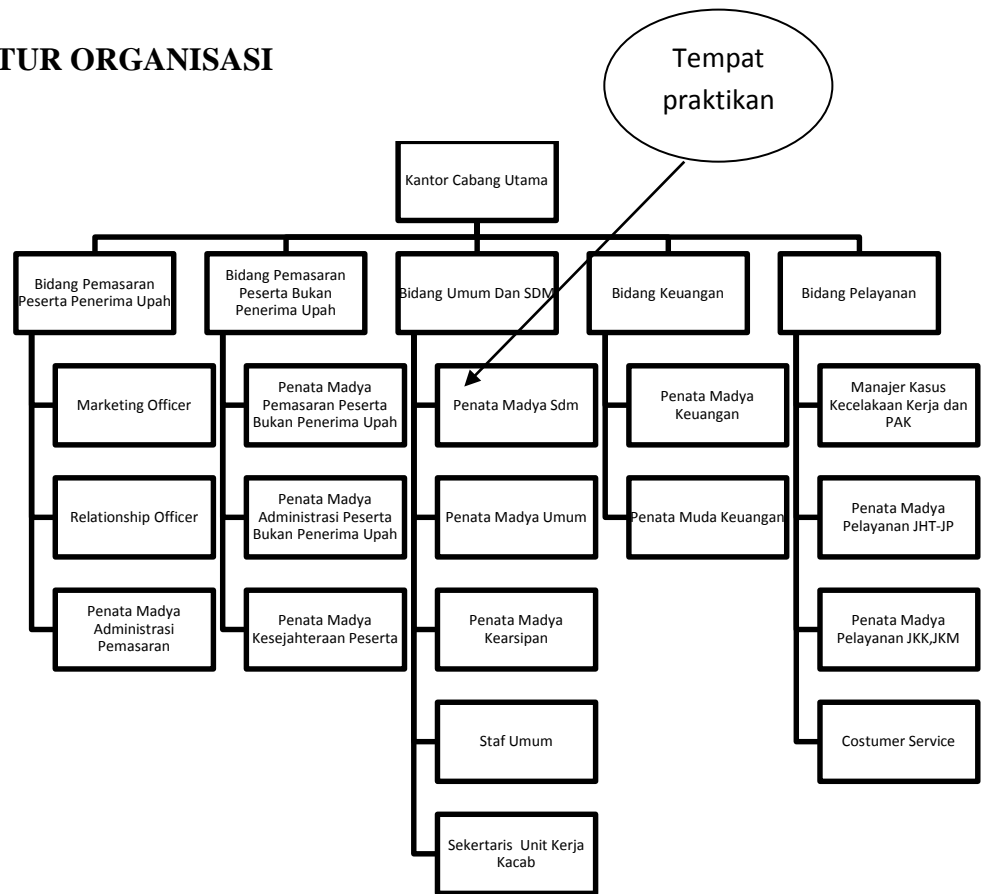 TUR ORGANISASI
Tempat
praktikan
Kantor Cabang Utama
Bidang Pemasaran
Peserta Penerima Upah
Bidang Pemasaran
Peserta Bukan
Penerima Upah
Bidang Umum Dan SDM
Bidang Keuangan
Bidang Pelayanan
Marketing Officer
Relationship Officer
Penata Madya
Administrasi
Pemasaran
Penata Madya
Pemasaran Peserta
Bukan Penerima Upah
Penata Madya
Administrasi Peserta
Bukan Penerima Upah
Penata Madya
Kesejahteraan Peserta
Penata Madya Sdm
Penata Madya Umum
Penata Madya
Kearsipan
Staf Umum
Sekertaris Unit Kerja
Kacab
Penata Madya
Keuangan
Penata Muda Keuangan
Manajer Kasus
Kecelakaan Kerja dan
PAK
Penata Madya
Pelayanan JHT-JP
Penata Madya
Pelayanan JKK,JKM
Costumer Service